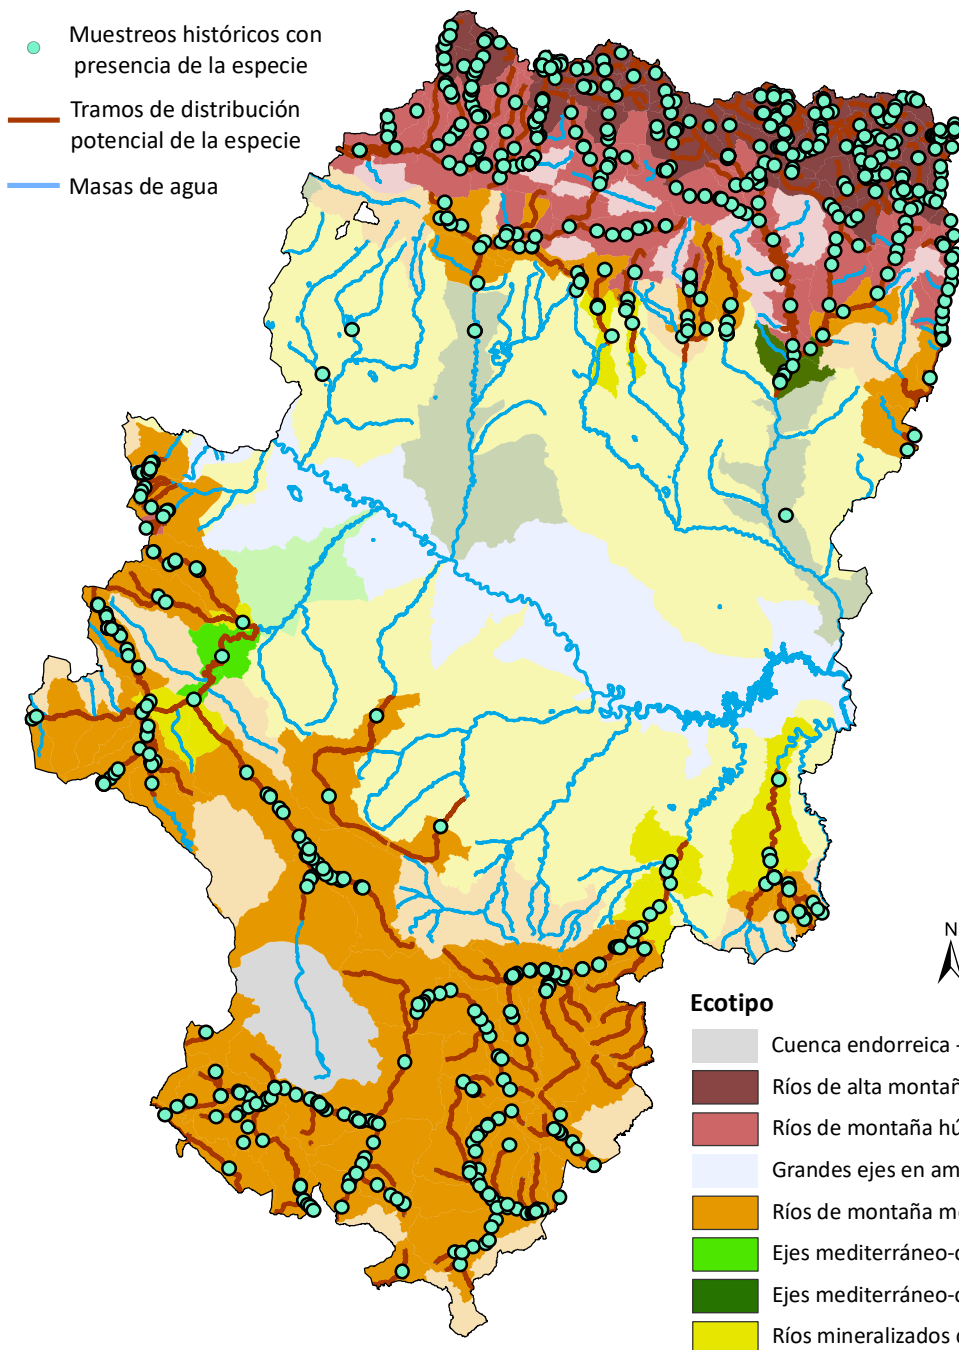 Muestreos históricos con
presencia de la especie
Tramos de distribución
potencial de la especie
Masas de agua
N
Ecotipo
Cuenca endorreica -
Ríos de alta montañ
Ríos de montaña hú
Grandes ejes en am
Ríos de montaña me
Ejes mediterráneo-c
Ejes mediterráneo-c
Ríos mineralizados d